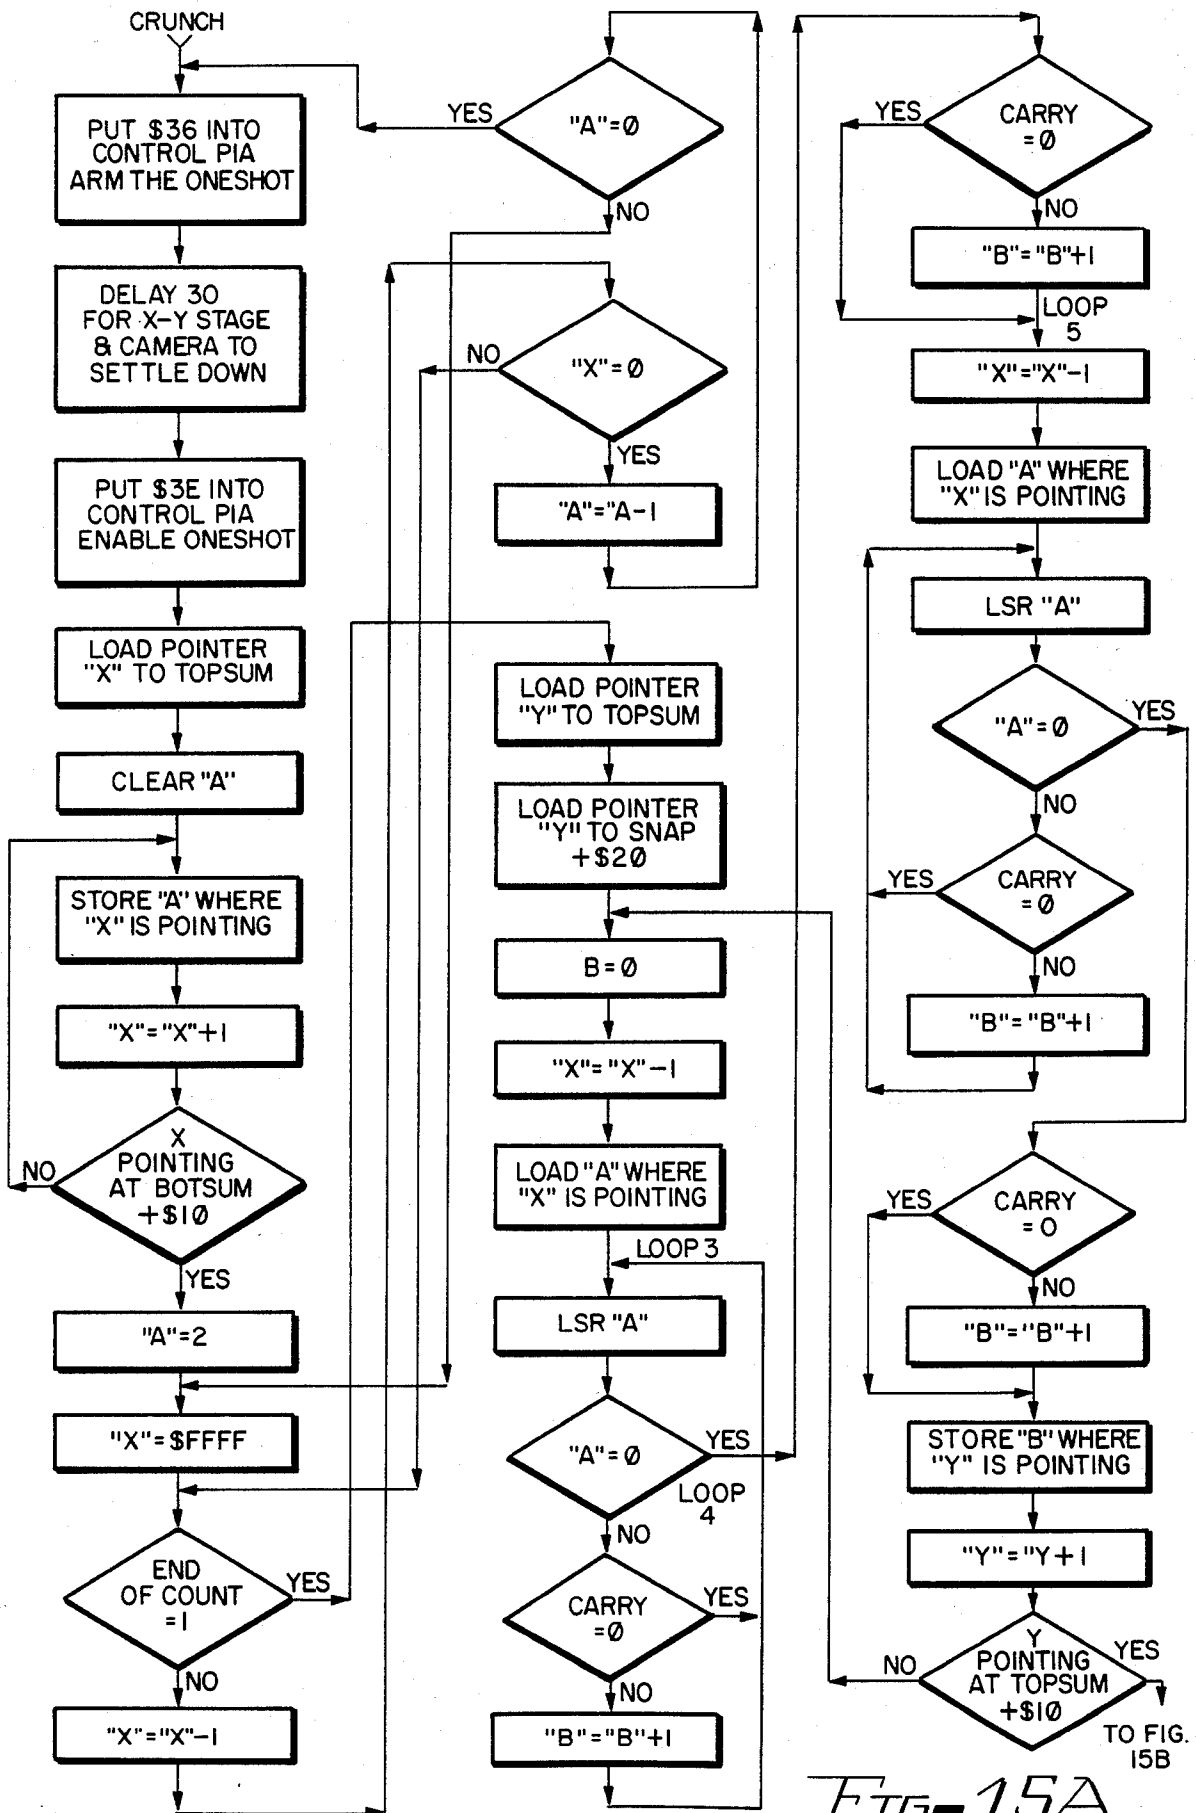 CRUNCH
PUT $36 INTO
CONTROL PIA
ARM THE ONESHOT
DELAY 30
FOR X-Y STAGE
& CAMERA TO
SETTLE DOWN
PUT $3E INTO
CONTROL PIA
ENABLE ONESHOT
LOAD POINTER
"X" TO TOPSUM
CLEAR "A"
STORE "A" WHERE
"X" IS POINTING
"X"="X"+1
X
POINTING
AT BOTSUM
+$10
NO
YES
"A"=2
"X"=$FFFF
END
OF COUNT
=1
YES
NO
"X"="X"-1
"A"=Ø
YES
NO
"X"=Ø
NO
YES
"A"="A-1
LOAD POINTER
"Y" TO TOPSUM
LOAD POINTER
"Y" TO SNAP
+$2Ø
B=Ø
"X"="X"-1
LOAD "A" WHERE
"X" IS POINTING
LOOP 3
LSR "A"
"A"=Ø
YES
LOOP
4
NO
CARRY
=Ø
YES
NO
"B"="B"+1
CARRY
=Ø
YES
NO
"B"="B"+1
LOOP
5
"X"="X"-1
LOAD "A" WHERE
"X" IS POINTING
LSR "A"
"A"=Ø
YES
NO
CARRY
=Ø
YES
NO
"B"="B"+1
CARRY
=O
YES
NO
"B"="B"+1
STORE "B" WHERE
"Y" IS POINTING
"Y"="Y+1
Y
POINTING
AT TOPSUM
+$1Ø
NO
YES
TO FIG.
15B
FIG-15A